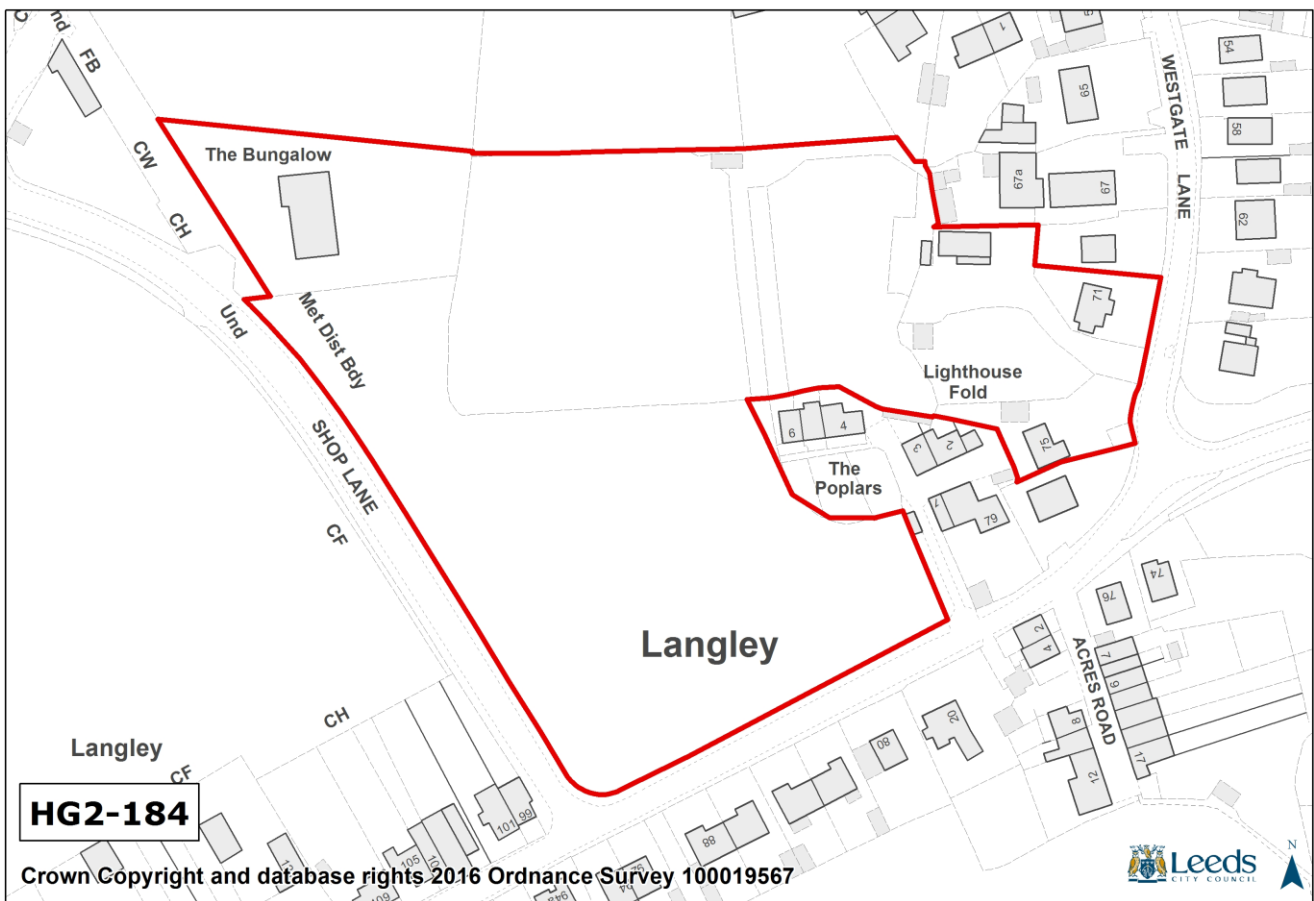 FB
CW
CH
The Bungalow
Und
Met Dist Bdy
SHOP LANE
CF
1
65
67a
67
WESTGATE LANE
54
58
62
71
Lighthouse
Fold
75
6
4
3
2
The
Poplars
7
79
Langley
2
4
76
74
ACRES ROAD
7
9
17
8
12
20
80
88
CH
Langley
CF
101
99
105
HG2-184
Crown Copyright and database rights 2016 Ordnance Survey 100019567
Leeds
CITY COUNCIL
N